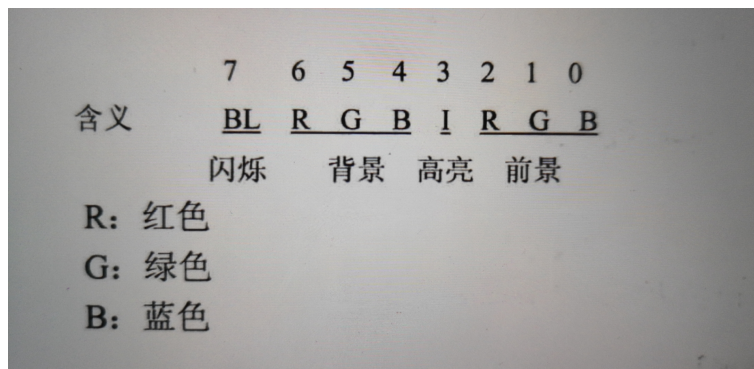 7 6 5 4 3 2 1 0
含义 BL R G B I R G B
闪烁 背景 高亮 前景
R：红色
G：绿色
B：蓝色